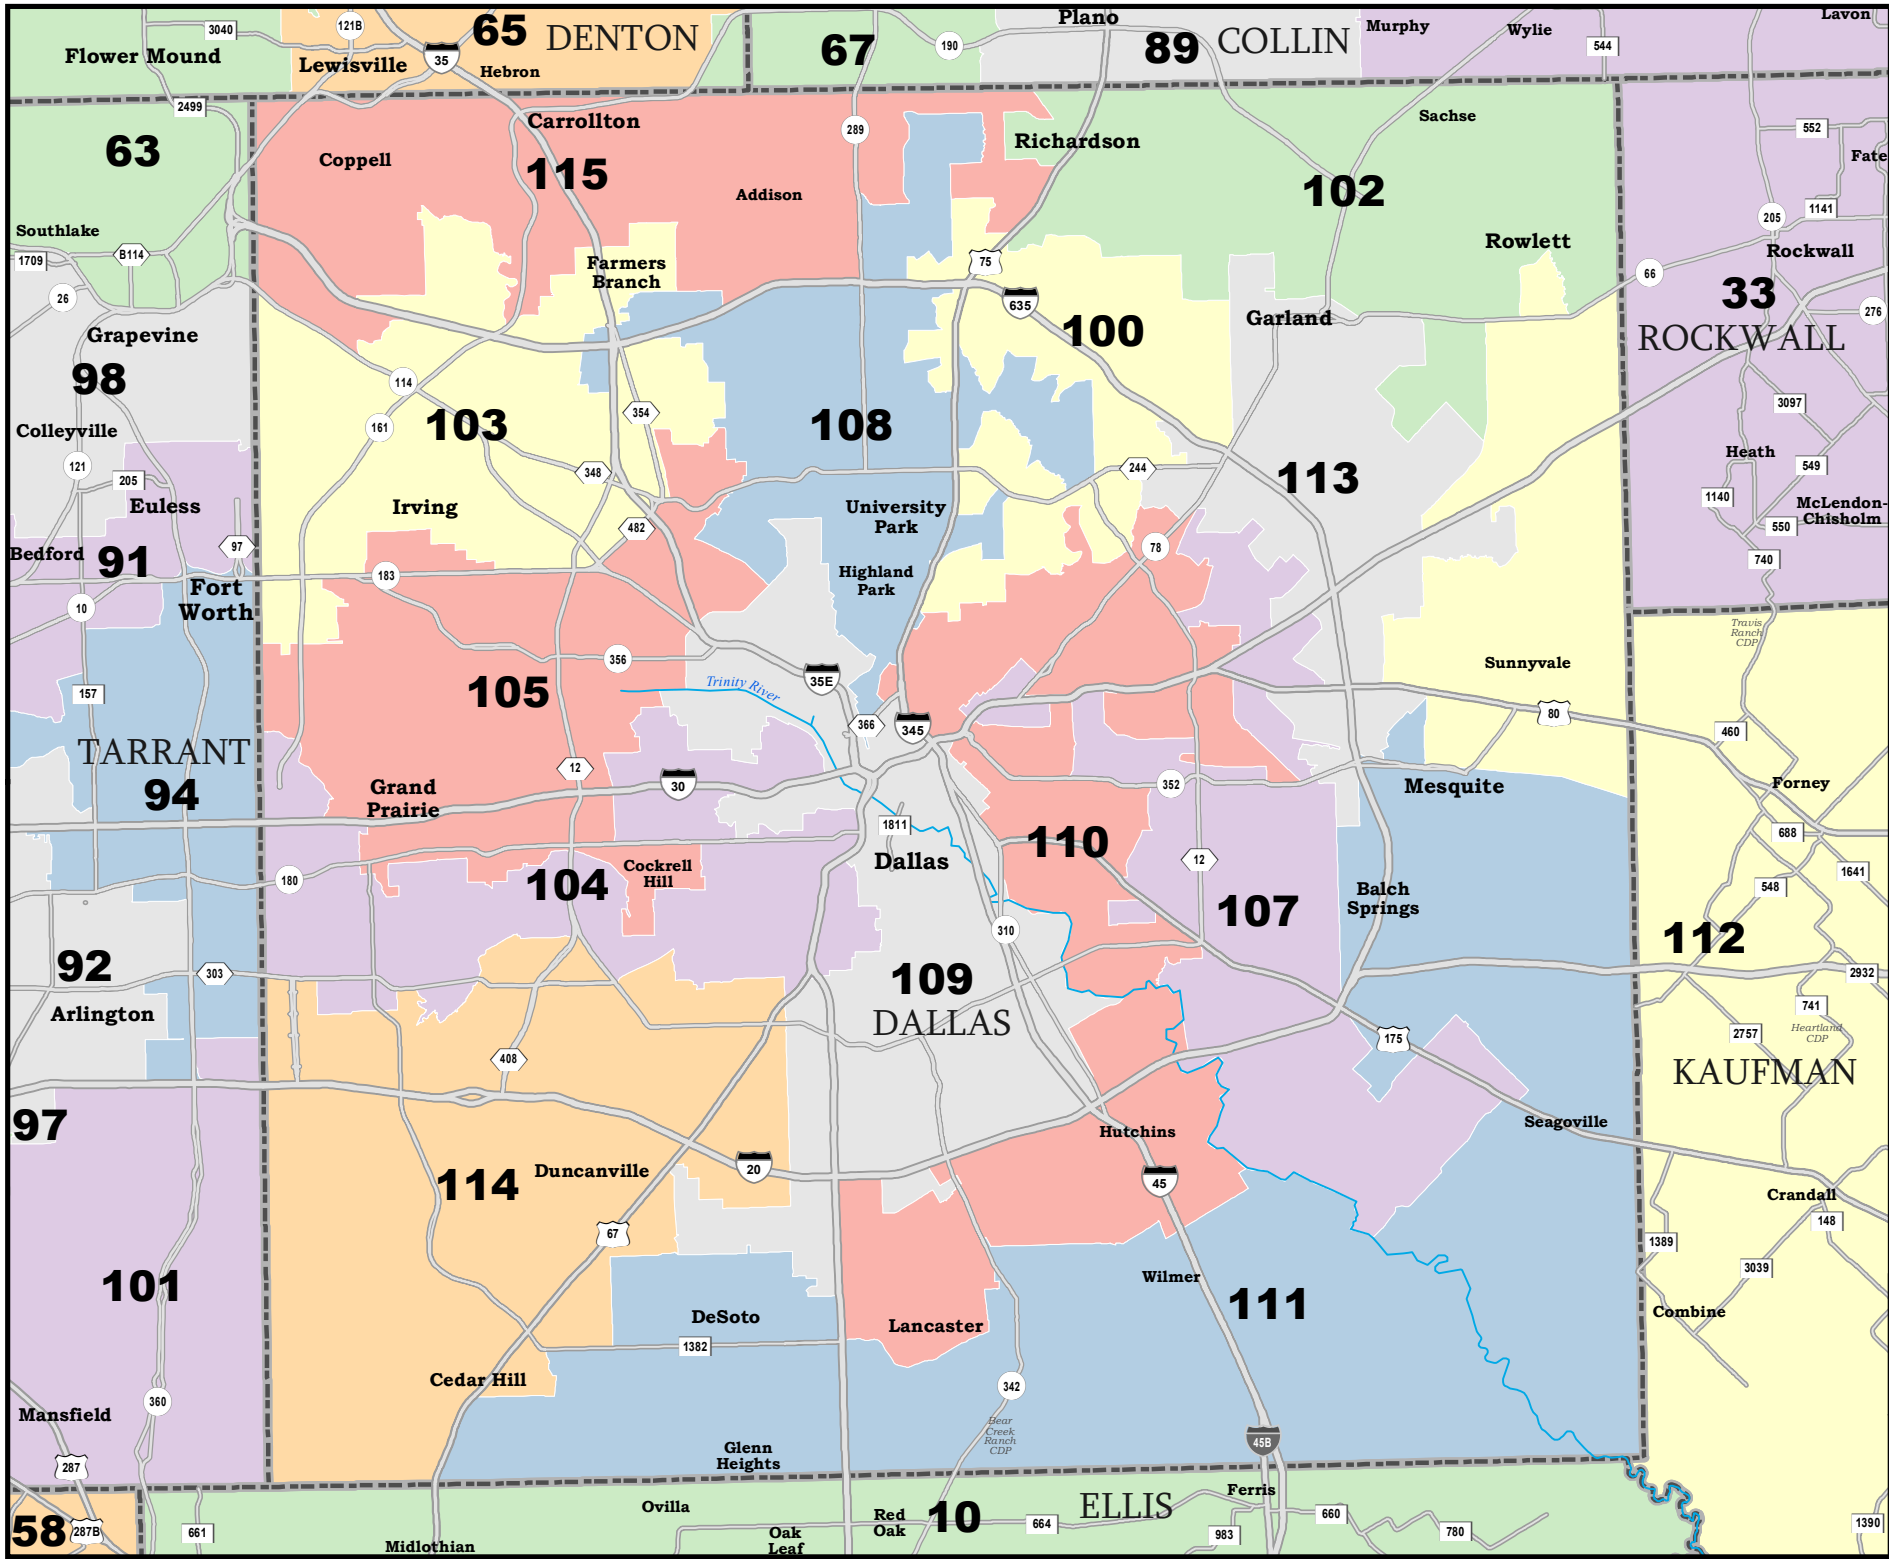 3040
121B
65
DENTON
67
190
Plano
89
COLLIN
Murphy
Wylie
544
Lavon
Flower Mound
Lewisville
35
Hebron
2499
Carrollton
289
Richardson
Sachse
552
63
Coppell
115
Addison
102
Fate
205
1141
Southlake
B114
1709
Farmers
Branch
75
Rowlett
Rockwall
66
26
635
33
276
Grapevine
100
Garland
ROCKWALL
98
114
161
103
354
108
3097
Colleyville
121
205
348
244
113
Heath
549
Euless
Irving
University
Park
1140
McLendon-
Chisholm
482
550
Bedford
91
97
78
740
183
Highland
Park
Fort
Worth
10
Travis
Ranch
CDP
356
Sunnyvale
157
105
Trinity River
35E
366
345
80
460
TARRANT
94
12
30
352
Mesquite
Forney
Grand
Prairie
1811
110
688
Dallas
12
180
104
Cockrell
Hill
107
Balch
Springs
548
1641
310
112
92
303
109
2932
Arlington
DALLAS
741
408
175
2757
Heartland
CDP
KAUFMAN
97
Hutchins
Seagoville
114
Duncanville
20
45
Crandall
148
67
1389
101
Wilmer
111
3039
DeSoto
Lancaster
Combine
1382
Cedar Hill
342
360
Mansfield
Bear
Creek
Ranch
CDP
45B
Glenn
Heights
287
Ferris
Ovilla
Red
Oak
10
ELLIS
58
287B
661
664
660
1390
Oak
Leaf
983
780
Midlothian